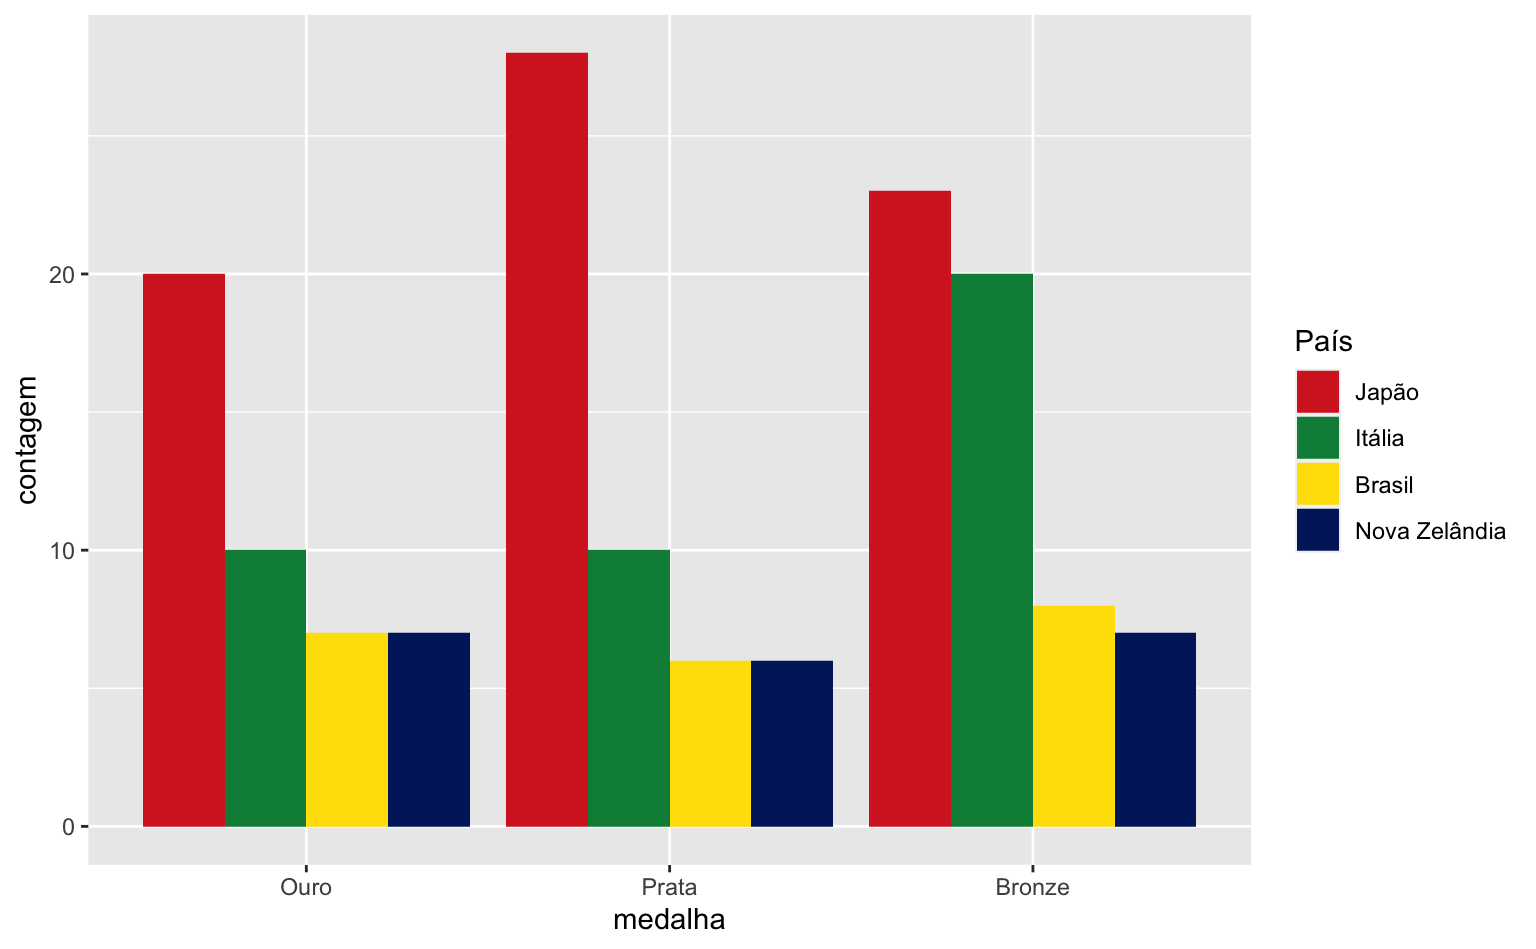 contagem
20
10
0
Ouro
Prata
Bronze
medalha
País
Japão
Itália
Brasil
Nova Zelândia